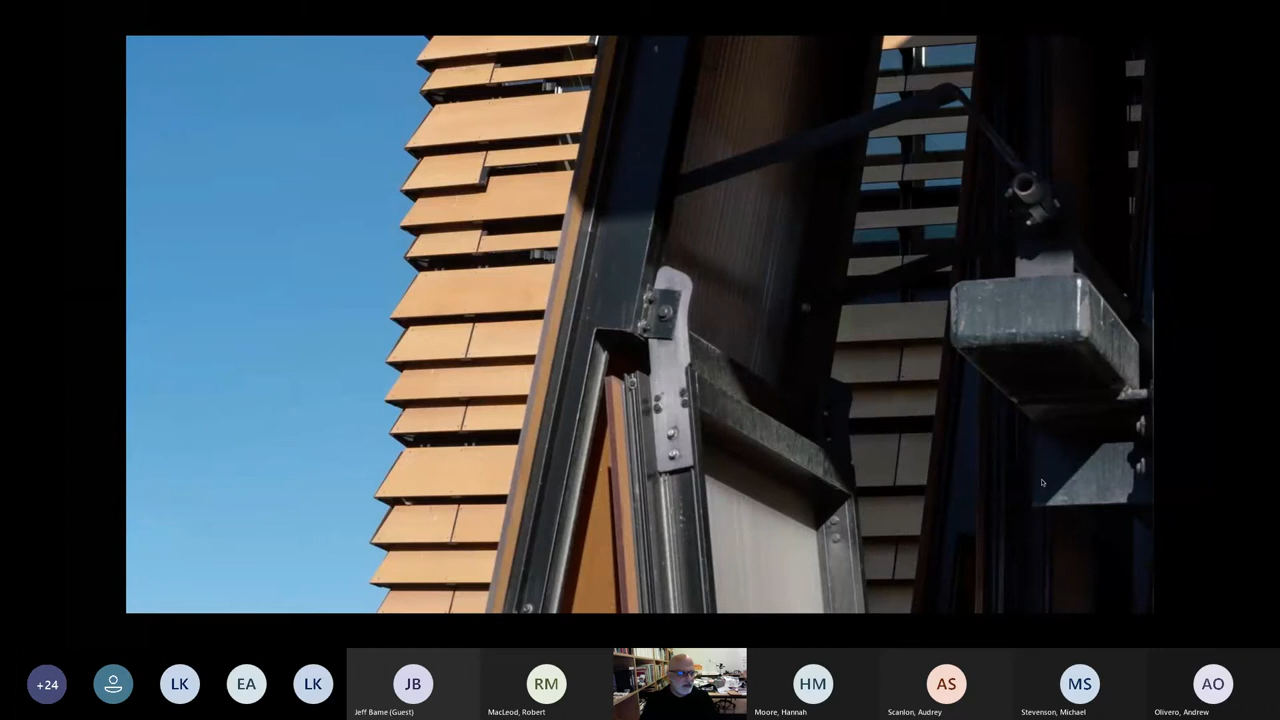 +24
LK
EA
LK
JB
RM
HM
AS
MS
AO
Jeff Bame (Guest)
MacLeod, Robert
Moore, Hannah
Scanlon, Audrey
Stevenson, Michael
Olivero, Andrew